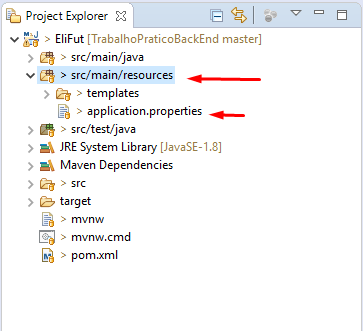 Project Explorer
> EliFut [TrabalhoPraticoBackEnd master]
> src/main/java
> src/main/resources
> templates
> application.properties
> src/test/java
JRE System Library [JavaSE-1.8]
Maven Dependencies
> src
target
> mvnw
> mvnw.cmd
> pom.xml